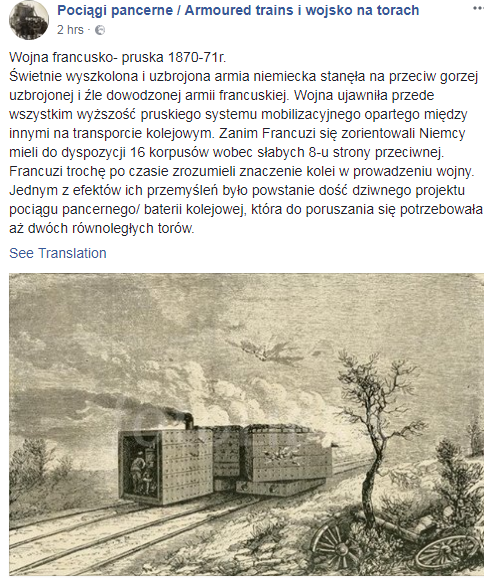 Pociągi pancerne / Armoured trains i wojsko na torach
2 hrs ·
Wojna francusko- pruska 1870-71r.
Świetnie wyszkolona i uzbrojona armia niemiecka stanęła na przeciw gorzej
uzbrojonej i źle dowodzonej armii francuskiej. Wojna ujawniła przede
wszystkim wyższość pruskiego systemu mobilizacyjnego opartego między
innymi na transporcie kolejowym. Zanim Francuzi się zorientowali Niemcy
mieli do dyspozycji 16 korpusów wobec słabych 8-u strony przeciwnej.
Francuzi trochę po czasie zrozumieli znaczenie kolei w prowadzeniu wojny.
Jednym z efektów ich przemyśleń było powstanie dość dziwnego projektu
pociągu pancernego/ baterii kolejowej, która do poruszania się potrzebowała
aż dwóch równoległych torów.
See Translation